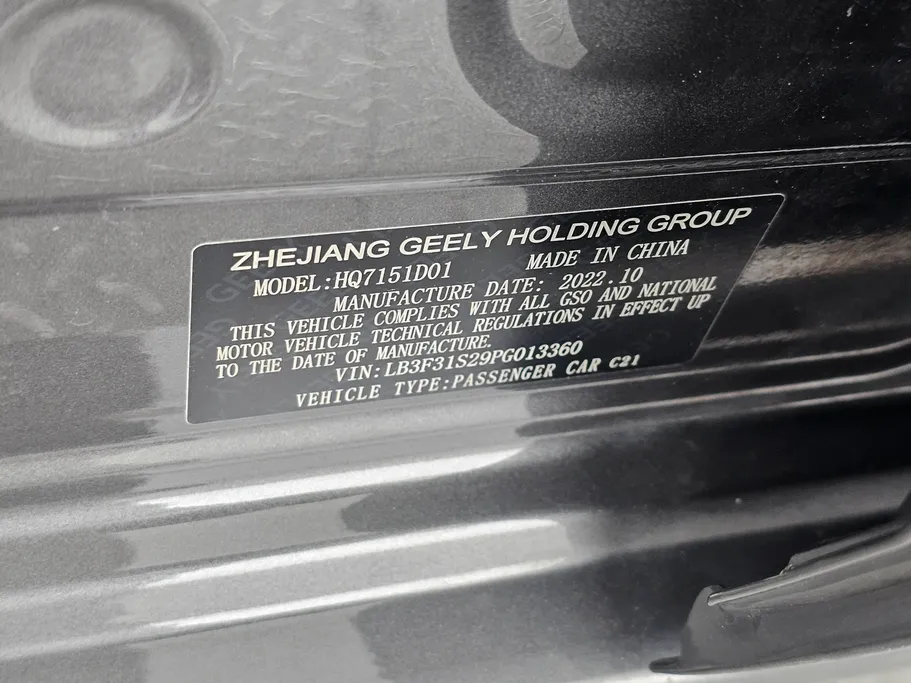 ZHEJIANG GEELY HOLDING GROUP
MODEL:HQ7151D01 MADE IN CHINA
MANUFACTURE DATE: 2022.10
THIS VEHICLE COMPLIES WITH ALL GSO AND NATIONAL
MOTOR VEHICLE TECHNICAL REGULATIONS IN EFFECT UP
TO THE DATE OF MANUFACTURE.
VIN:LB3F31S29PG013360
VEHICLE TYPE:PASSENGER CAR C21